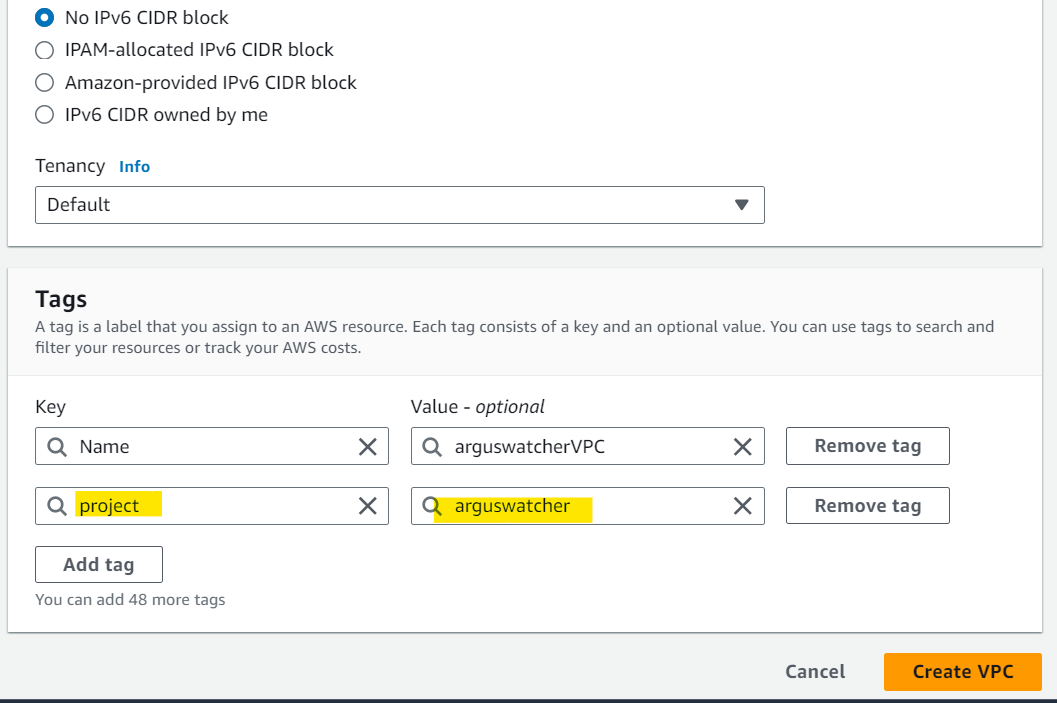 No IPv6 CIDR block
IPAM-allocated IPv6 CIDR block
Amazon-provided IPv6 CIDR block
IPv6 CIDR owned by me
Tenancy Info
Default
Tags
A tag is a label that you assign to an AWS resource. Each tag consists of a key and an optional value. You can use tags to search and
filter your resources or track your AWS costs.
Key Value - optional
Name arguswatcherVPC Remove tag
project arguswatcher Remove tag
Add tag
You can add 48 more tags
Cancel Create VPC